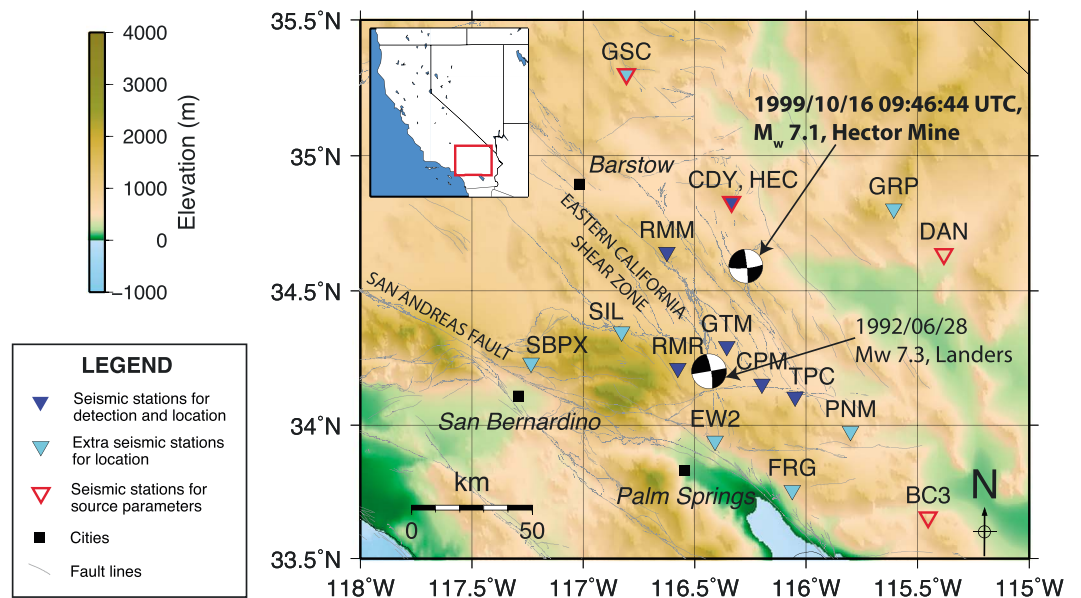 4000
3000
2000
1000
0
−1000
Elevation (m)
LEGEND
Seismic stations for
detection and location
Extra seismic stations
for location
Seismic stations for
source parameters
Cities
Fault lines
35.5˚N
35˚N
34.5˚N
34˚N
33.5˚N
118˚W
117.5˚W
117˚W
116.5˚W
116˚W
115.5˚W
115˚W
GSC
1999/10/16 09:46:44 UTC,
Mw 7.1, Hector Mine
Barstow
CDY, HEC
GRP
DAN
RMM
EASTERN CALIFORNIA
SHEAR ZONE
SAN ANDREAS FAULT
SIL
GTM
1992/06/28
Mw 7.3, Landers
SBPX
RMR
CPM
TPC
San Bernardino
EW2
PNM
km
0
50
Palm Springs
FRG
BC3
N